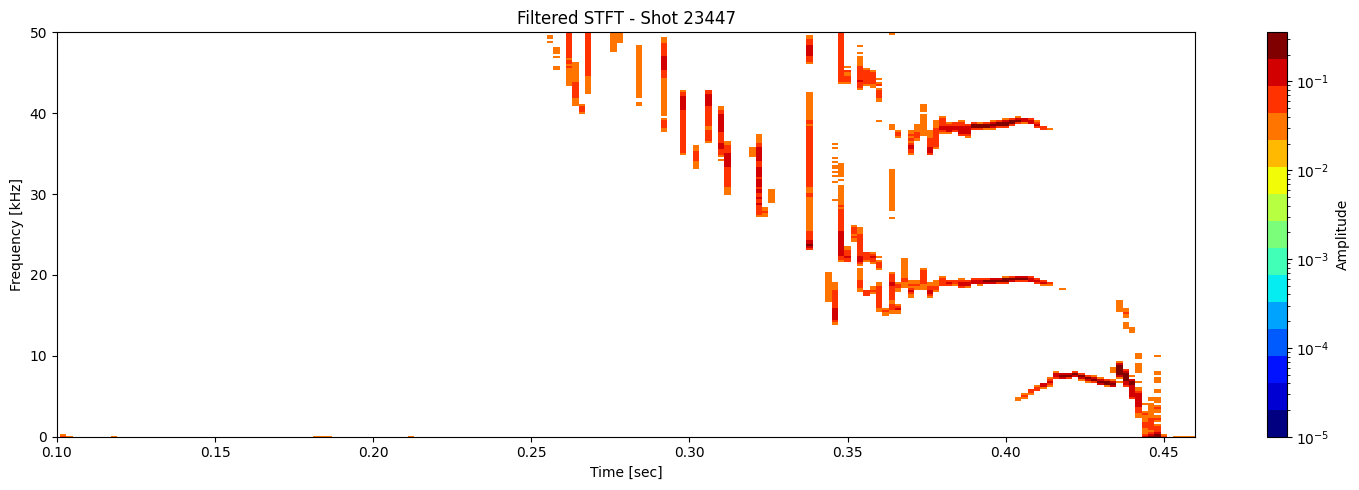 Filtered STFT - Shot 23447
50
40
30
20
10
0
Frequency [kHz]
0.10 0.15 0.20 0.25 0.30 0.35 0.40 0.45
Time [sec]
10⁻¹
10⁻²
10⁻³
10⁻⁴
10⁻⁵
Amplitude